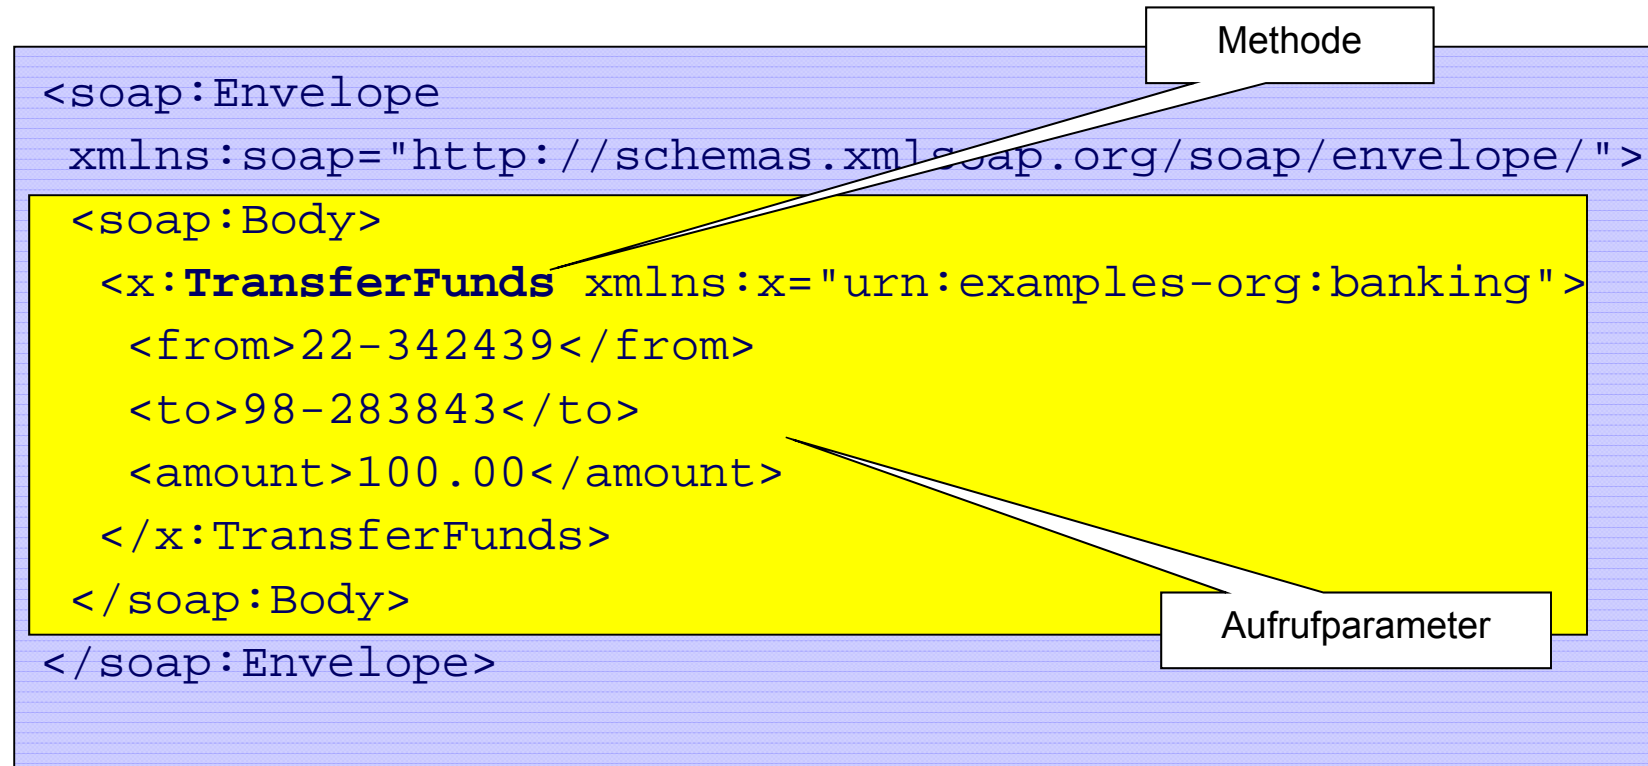 Methode
<soap:Envelope
xmlns:soap="http://schemas.xmlsoap.org/soap/envelope/">
<soap:Body>
<x:TransferFunds xmlns:x="urn:examples-org:banking">
<from>22-342439</from>
<to>98-283843</to>
<amount>100.00</amount>
</x:TransferFunds>
</soap:Body>
Aufrufparameter
</soap:Envelope>